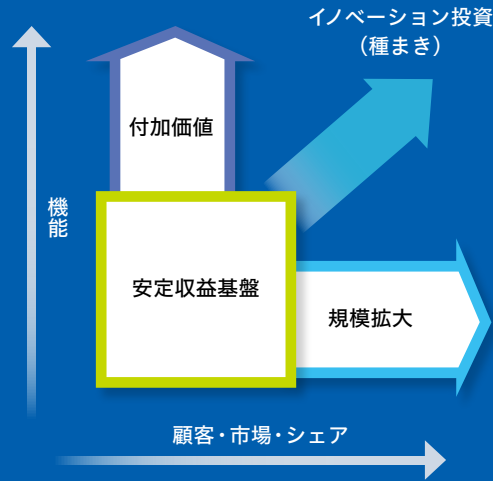 イノベーション投資
（種まき）
付加価値
機能
安定収益基盤
規模拡大
顧客・市場・シェア